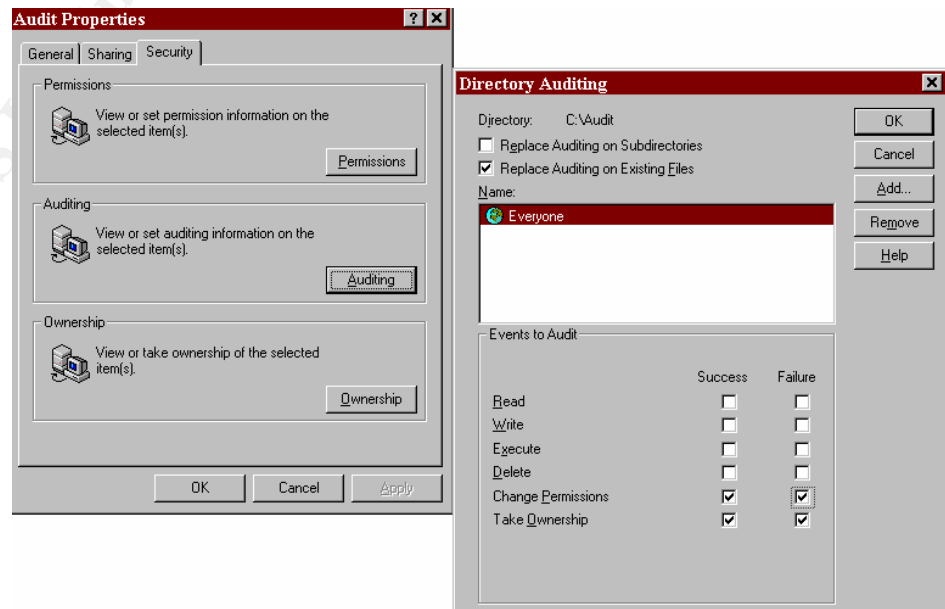 Audit Properties
General Sharing Security
Permissions
View or set permission information on the
selected item(s).
Permissions
Auditing
View or set auditing information on the
selected item(s).
Auditing
Ownership
View or take ownership of the selected
item(s).
Ownership
OK Cancel Apply
Directory Auditing
Directory: C:\Audit
Replace Auditing on Subdirectories
Replace Auditing on Existing Files
Name:
Everyone
OK
Cancel
Add...
Remove
Help
Events to Audit
Success Failure
Read
Write
Execute
Delete
Change Permissions
Take Ownership